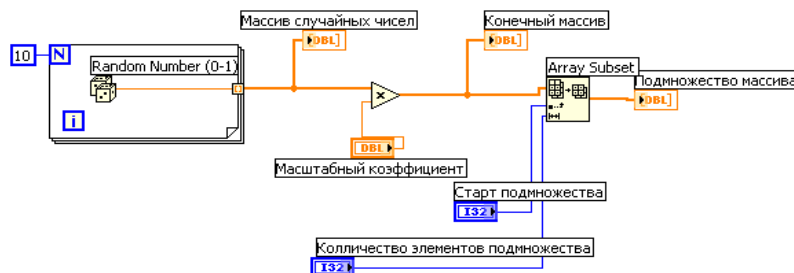 Массив случайных чисел
Конечный массив
DBL]
DBL]
10
N
Random Number (0-1)
Array Subset
Подмножество массива
DBL]
i
×
DBL
Масштабный коэффициент
Старт подмножества
I32
Колличество элементов подмножества
I32